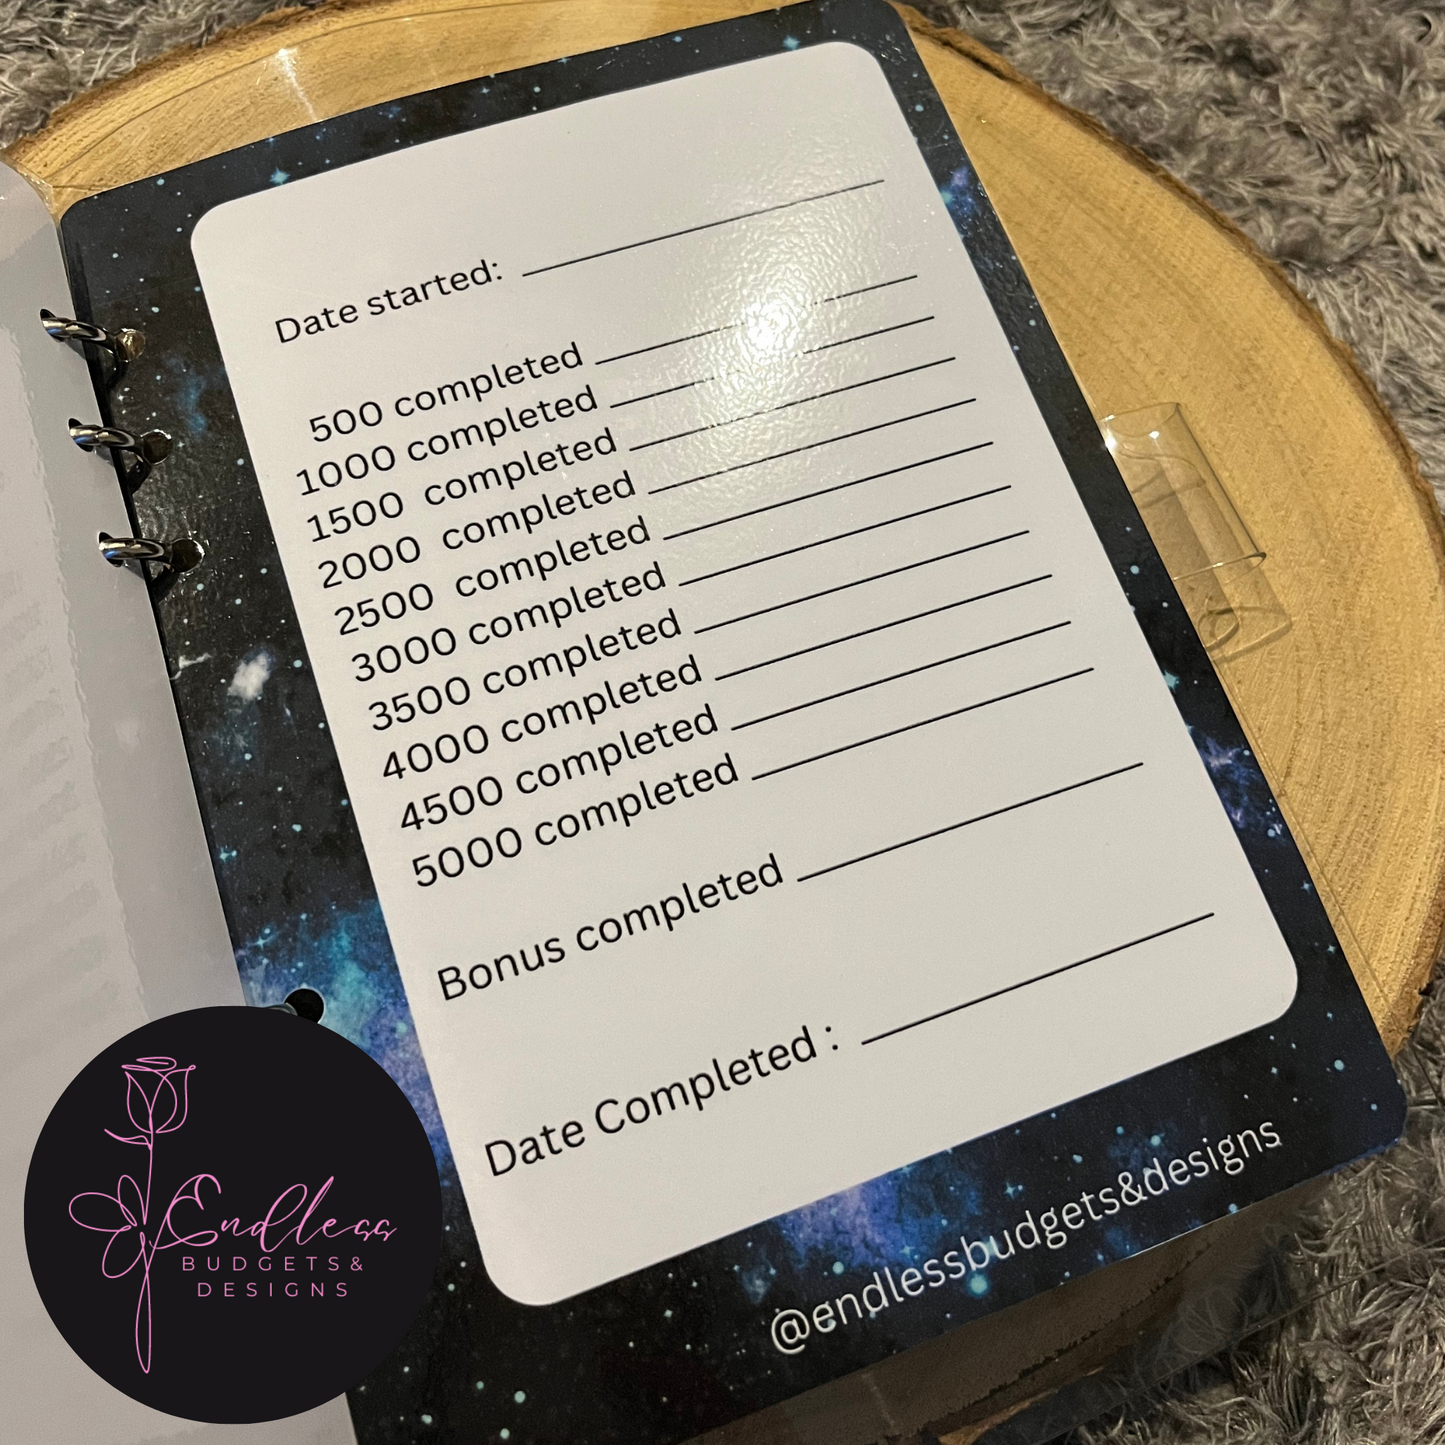 Date started:
500 completed
1000 completed
1500 completed
2000 completed
2500 completed
3000 completed
3500 completed
4000 completed
4500 completed
5000 completed
Bonus completed
Date Completed :
@endlessbudgets&designs
Endless
BUDGETS&
DESIGNS